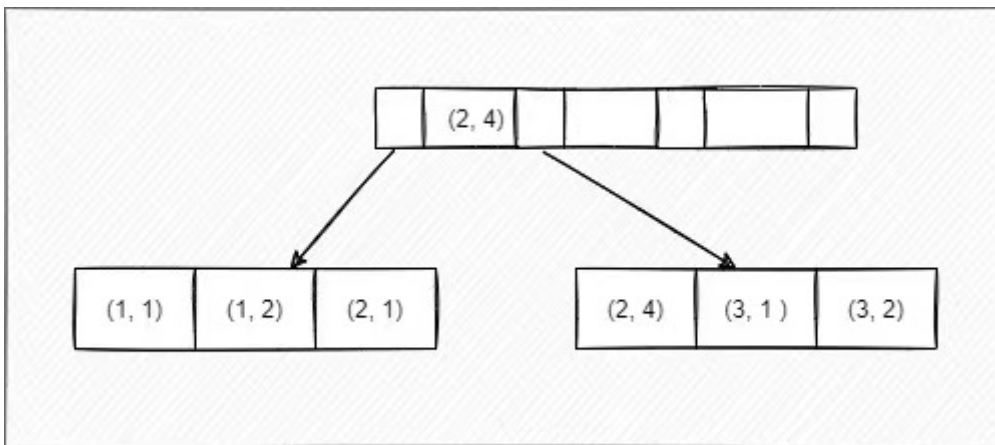 (2, 4)
(1, 1) (1, 2) (2, 1) (2, 4) (3, 1 ) (3, 2)